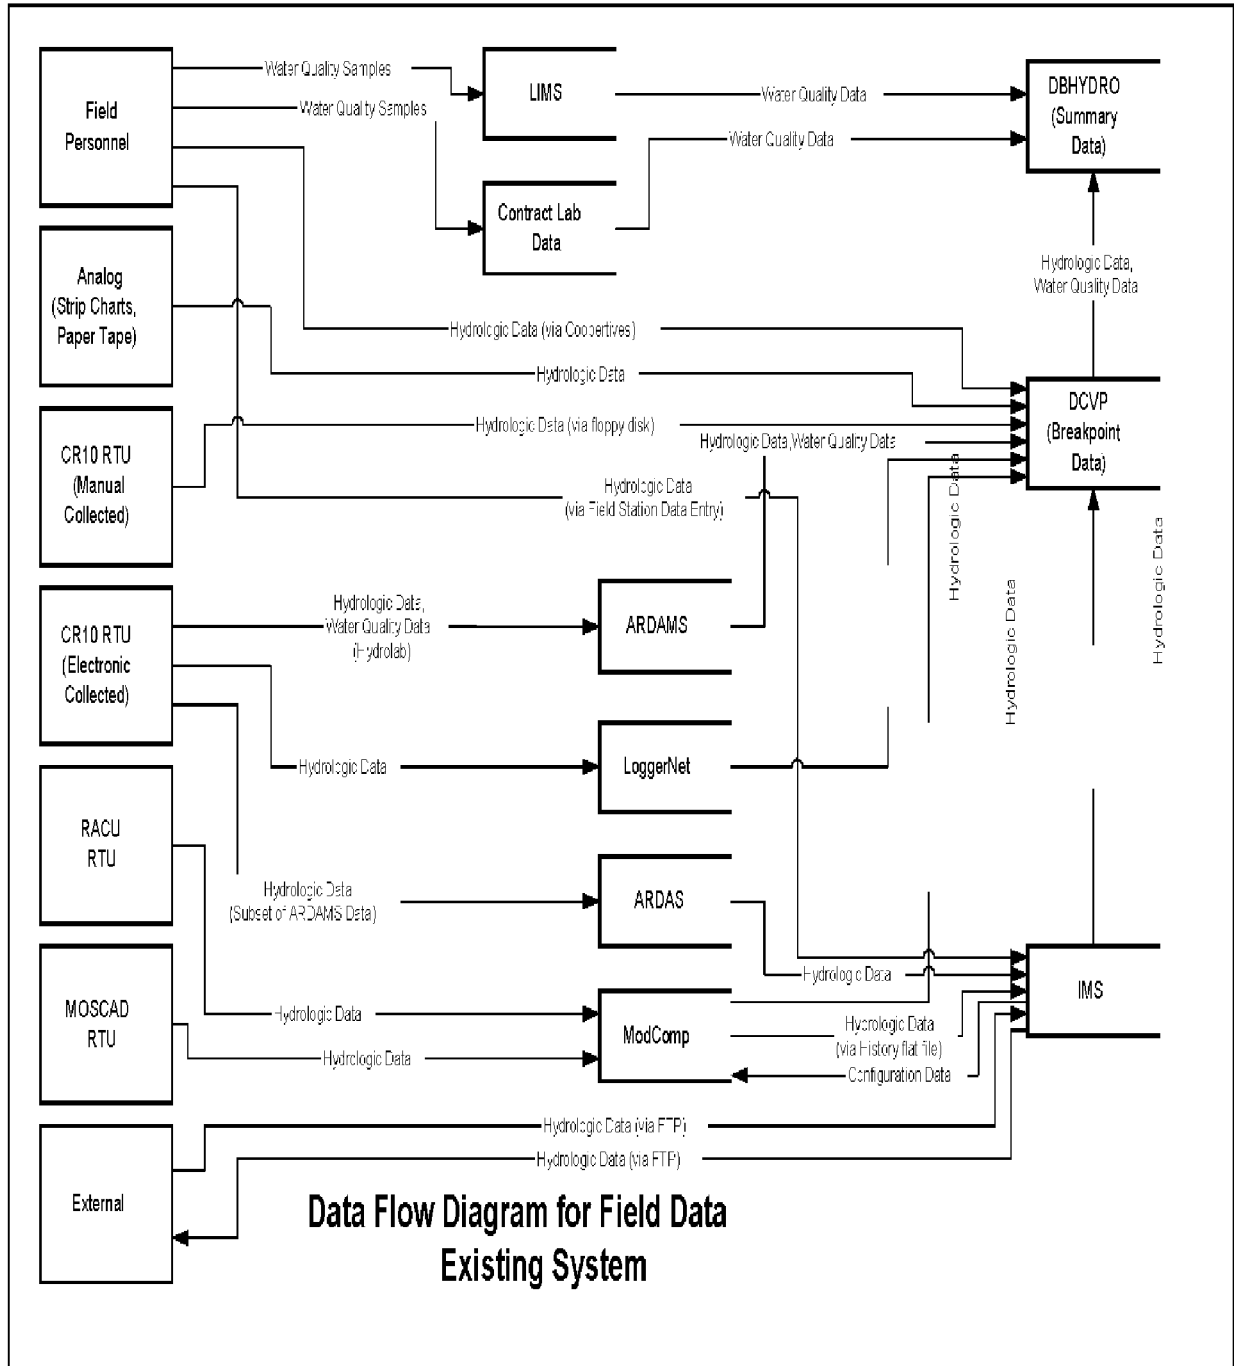 Water Quality Samples
Water Quality Samples
Field
Personnel
LIMS
Water Quality Data
DBHYDRO
(Summary
Data)
Water Quality Data
Contract Lab
Data
Analog
(Strip Charts,
Paper Tape)
Hydrologic Data,
Water Quality Data
Hydrologic Data (via Coopertives)
Hydrologic Data
DCVP
(Breakpoint
Data)
CR10 RTU
(Manual
Collected)
Hydrologic Data (via floppy disk)
Hydrologic Data,Water Quality Data
Hydrologic Data
(via Field Station Data Entry)
Hydrologic Data
Hydrologic Data
Hydrologic Data
CR10 RTU
(Electronic
Collected)
Hydrologic Data,
Water Quality Data
(Hydrolab)
ARDAMS
Hydrologic Data
LoggerNet
RACU
RTU
Hydrologic Data
(Subset of ARDAMS Data)
ARDAS
Hydrologic Data
IMS
MOSCAD
RTU
Hydrologic Data
Hydrologic Data
ModComp
Hydrologic Data
(via History flat file)
Configuration Data
External
Hydrologic Data (via FTP)
Hydrologic Data (via FTP)
Data Flow Diagram for Field Data
Existing System